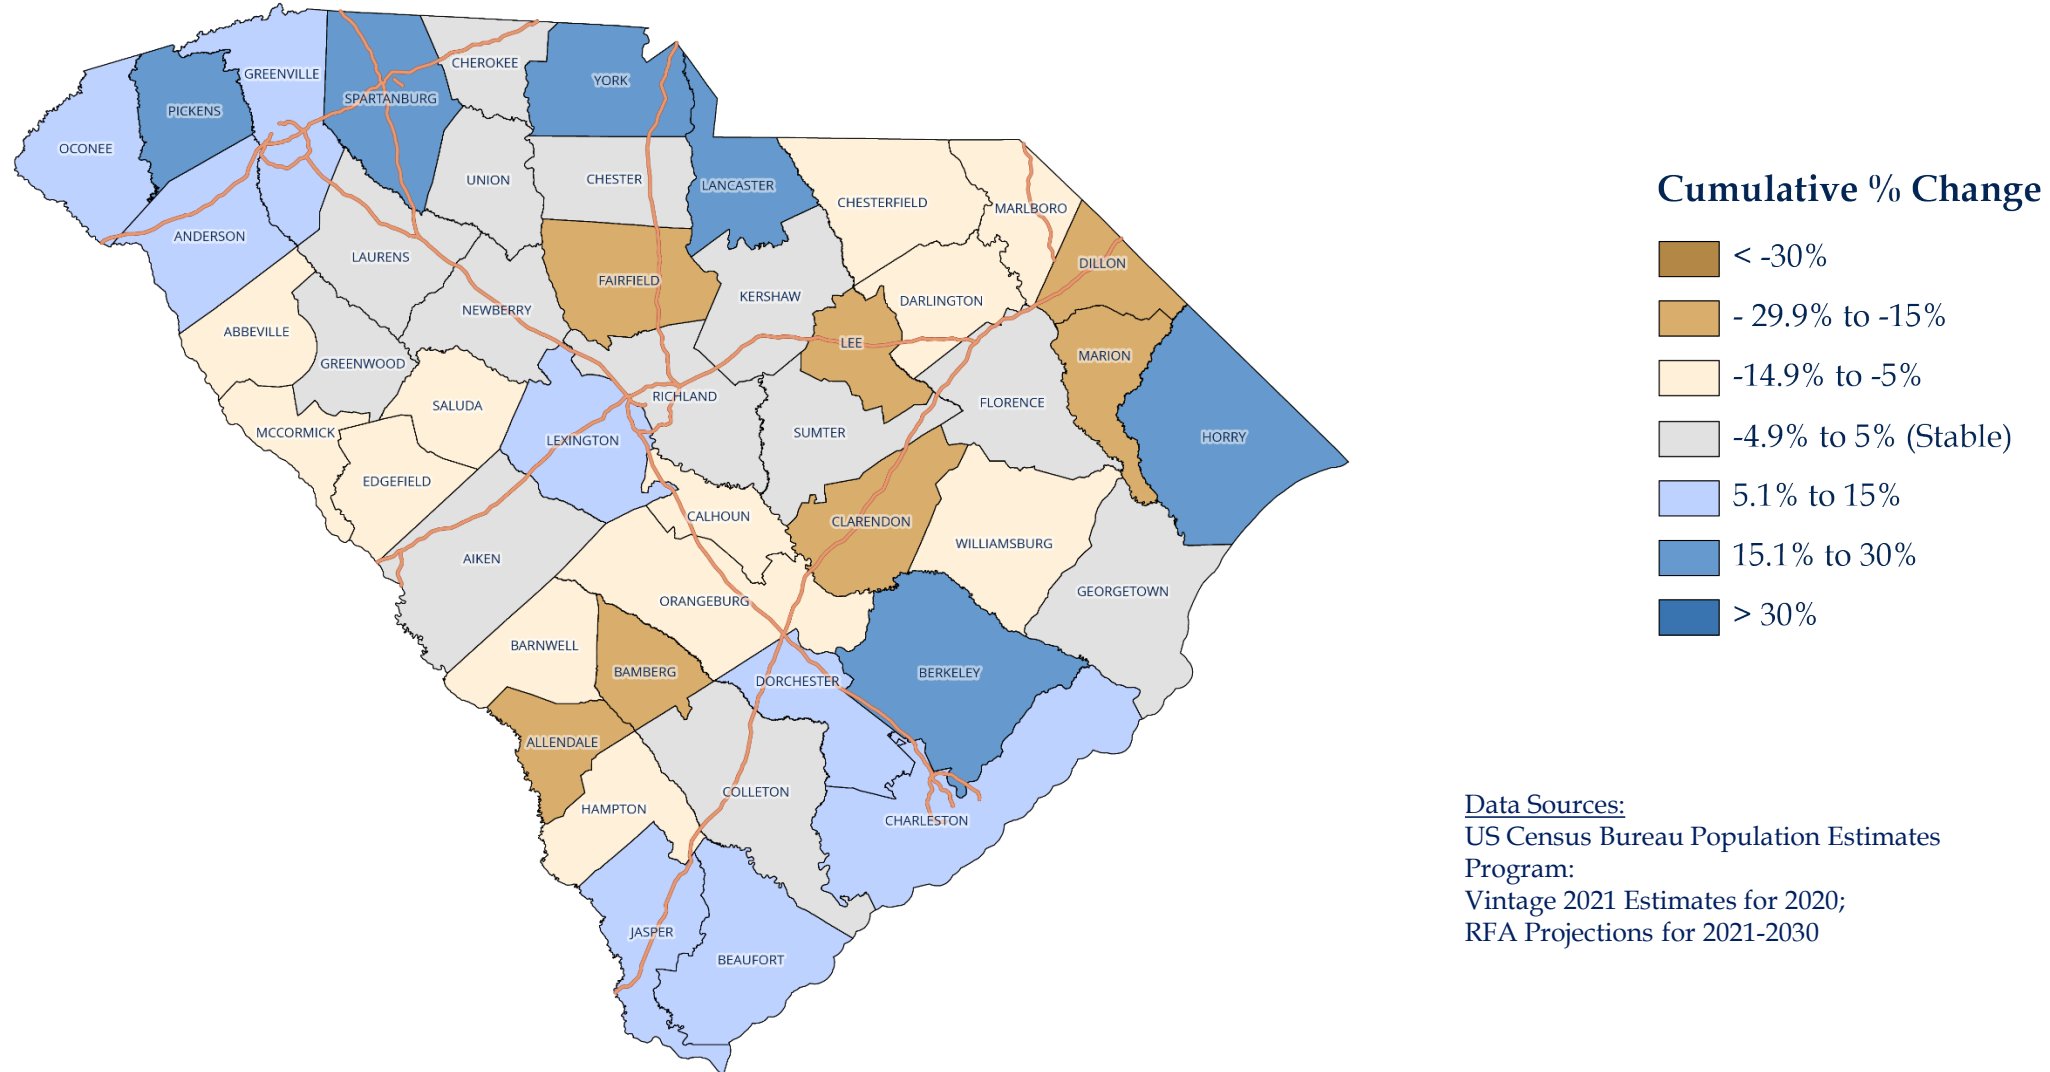 CHEROKEE
GREENVILLE
YORK
SPARTANBURG
PICKENS
OCONEE
UNION
CHESTER
LANCASTER
CHESTERFIELD
MARLBORO
ANDERSON
LAURENS
DILLON
FAIRFIELD
KERSHAW
DARLINGTON
NEWBERRY
ABBEVILLE
LEE
MARION
GREENWOOD
RICHLAND
FLORENCE
SALUDA
MCCORMICK
LEXINGTON
SUMTER
HORRY
EDGEFIELD
CALHOUN
CLARENDON
WILLIAMSBURG
AIKEN
GEORGETOWN
ORANGEBURG
BARNWELL
BAMBERG
BERKELEY
DORCHESTER
ALLENDALE
COLLETON
HAMPTON
CHARLESTON
JASPER
BEAUFORT
Cumulative % Change
< -30%
- 29.9% to -15%
-14.9% to -5%
-4.9% to 5% (Stable)
5.1% to 15%
15.1% to 30%
> 30%
Data Sources:
US Census Bureau Population Estimates
Program:
Vintage 2021 Estimates for 2020;
RFA Projections for 2021-2030